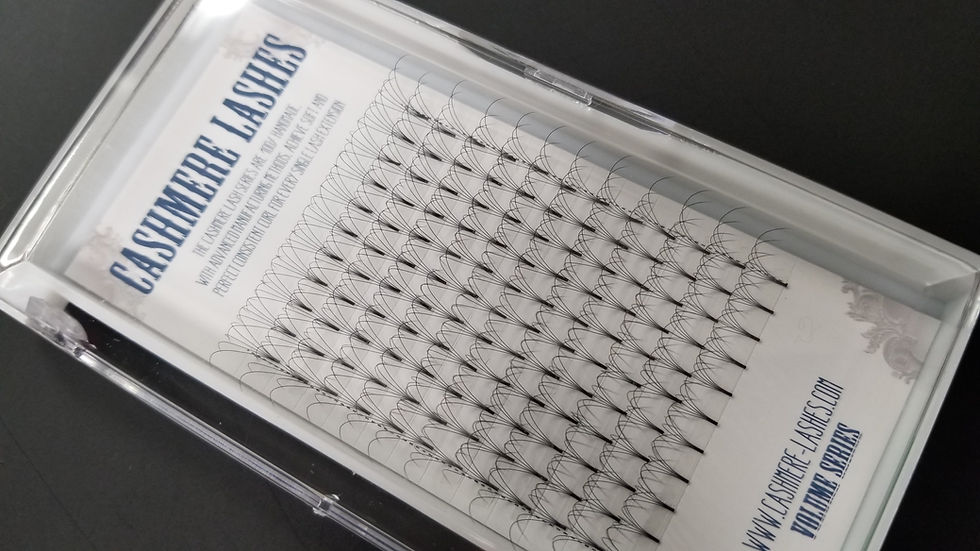 CASHMERE LASHES
THE CASHMERE LASH SERIES ARE 100% HANDMADE.
WITH ADVANCED MANUFACTURING METHODS, ACHIEVE SOFT AND
PERFECT CONSISTENT CURL FOR EVERY SINGLE LASH EXTENSION
WWW.CASHMERE-LASHES.COM
VOLUME SERIES